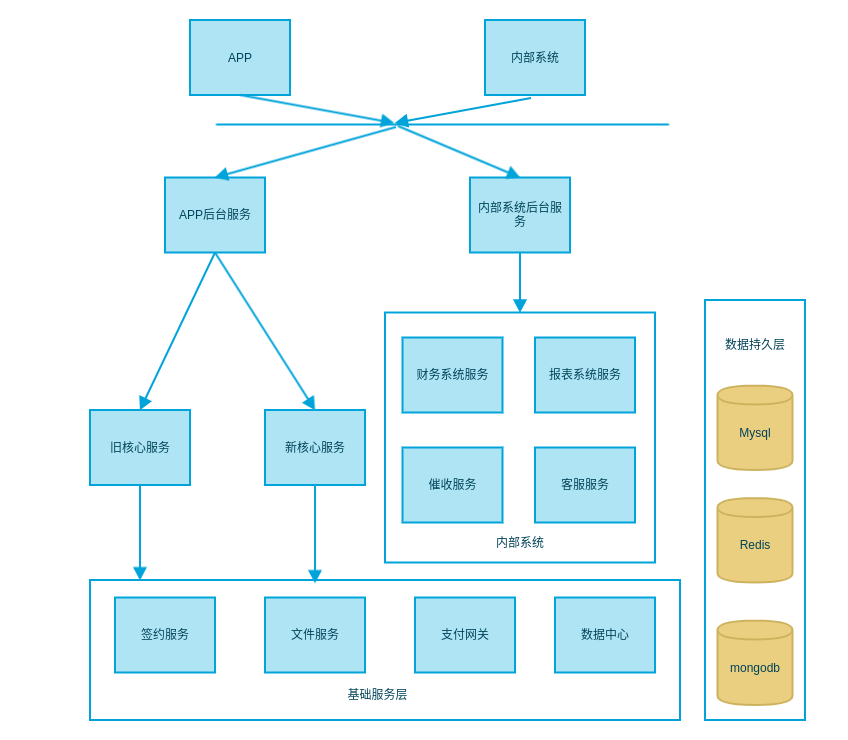 APP
内部系统
APP后台服务
内部系统后台服
务
数据持久层
财务系统服务
报表系统服务
Mysql
旧核心服务
新核心服务
催收服务
客服服务
内部系统
Redis
签约服务
文件服务
支付网关
数据中心
mongodb
基础服务层